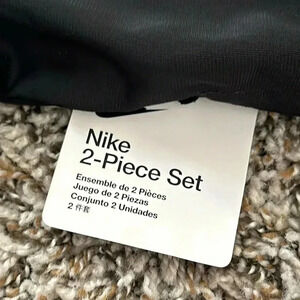 Nike
2-Piece Set
Ensemble de 2 Pièces
Juego de 2 Piezas
Conjunto 2 Unidades
2 件套